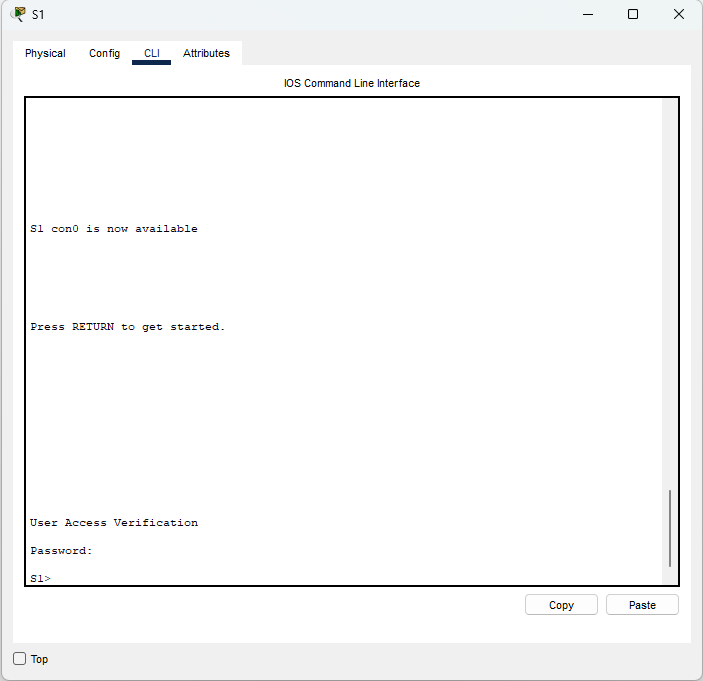 S1
Physical Config CLI Attributes
IOS Command Line Interface
S1 con0 is now available
Press RETURN to get started.
User Access Verification
Password:
S1>
Copy Paste
Top